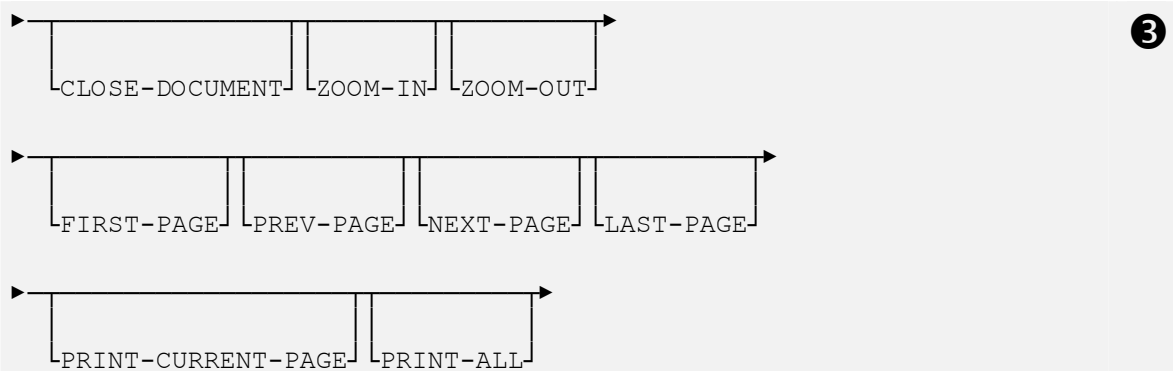 ❸
CLOSE-DOCUMENT ZOOM-IN ZOOM-OUT
FIRST-PAGE PREV-PAGE NEXT-PAGE LAST-PAGE
PRINT-CURRENT-PAGE PRINT-ALL